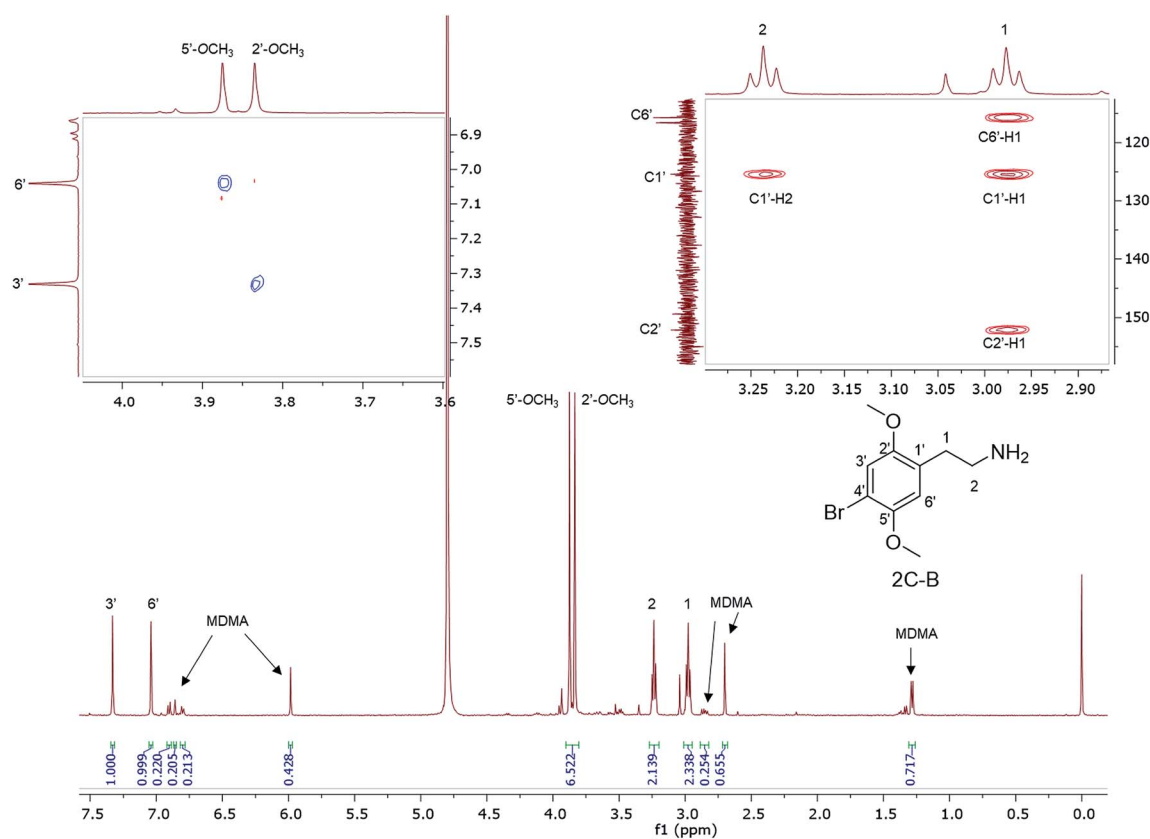 5'-OCH3 2'-OCH3
6'
3'
6.9
7.0
7.1
7.2
7.3
7.4
7.5
4.0 3.9 3.8 3.7 3.6
2 1
C6'
C1'
C2'
C6'-H1
C1'-H2 C1'-H1
C2'-H1
120
130
140
150
3.25 3.20 3.15 3.10 3.05 3.00 2.95 2.90
5'-OCH3 2'-OCH3
O
2' 1' 1 NH2
3' 2
4' 6'
Br 5'
O
2C-B
3' 6' MDMA 2 1 MDMA MDMA
1.000 0.999 0.220 0.205 0.213 0.428 6.522 2.139 2.338 0.254 0.655 0.717
7.5 7.0 6.5 6.0 5.5 5.0 4.5 4.0 3.5 3.0 2.5 2.0 1.5 1.0 0.5 0.0
f1 (ppm)